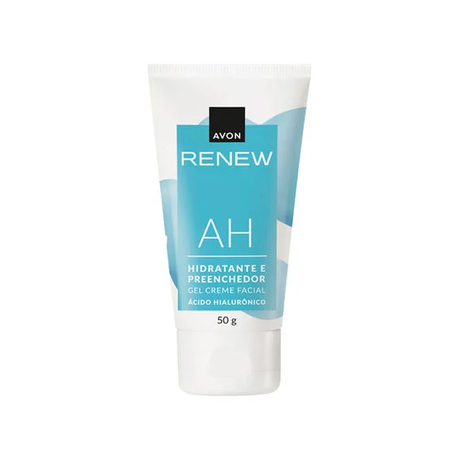 AVON
RENEW
AH
HIDRATANTE E
PREENCHEDOR
GEL CREME FACIAL
ÁCIDO HIALURÔNICO
50 g